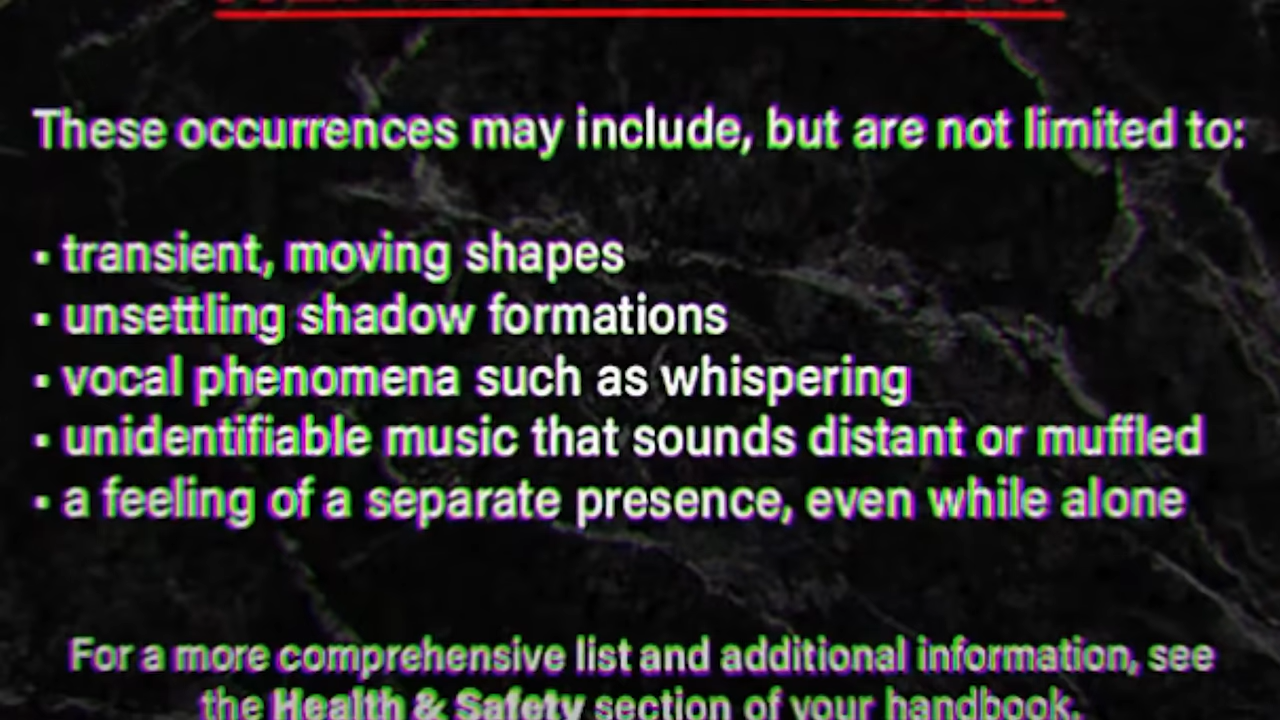 These occurrences may include, but are not limited to:
▪ transient, moving shapes
▪ unsettling shadow formations
▪ vocal phenomena such as whispering
▪ unidentifiable music that sounds distant or muffled
▪ a feeling of a separate presence, even while alone
For a more comprehensive list and additional information, see
the Health & Safety section of your handbook.